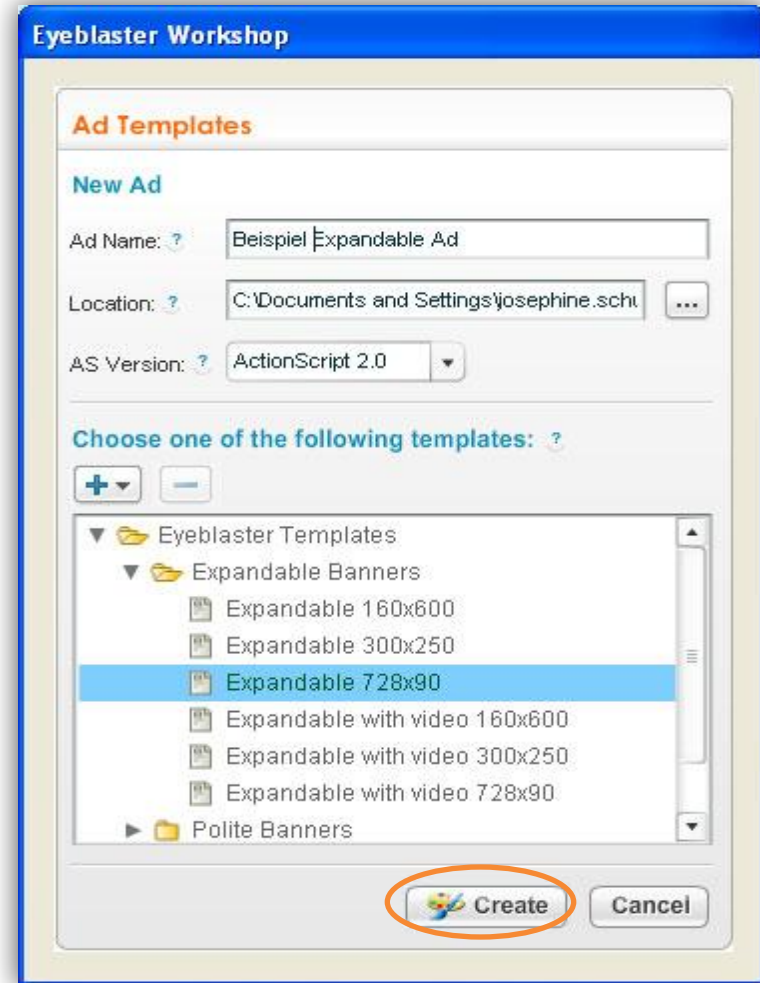 Eyeblaster Workshop
Ad Templates
New Ad
Ad Name: ? Beispiel Expandable Ad
Location: ? C:\Documents and Settings\josephine.schu ...
AS Version: ? ActionScript 2.0
Choose one of the following templates: ?
Eyeblaster Templates
Expandable Banners
Expandable 160x600
Expandable 300x250
Expandable 728x90
Expandable with video 160x600
Expandable with video 300x250
Expandable with video 728x90
Polite Banners
Create Cancel